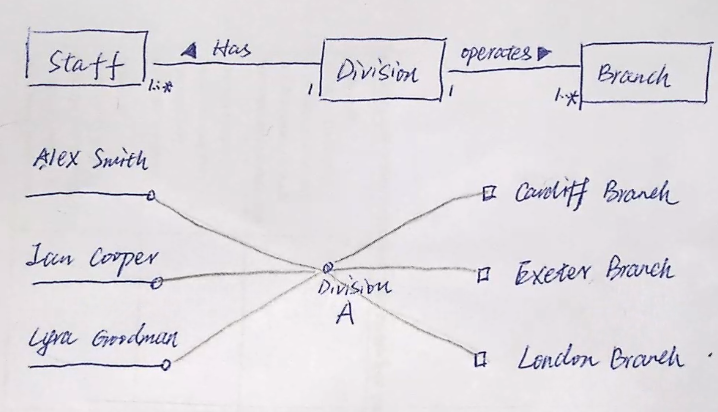 Staff
◀ Has
Division
operates ▶
Branch
1..*
1
1
1..*
Alex Smith
Cardiff Branch
Ian Cooper
Exeter Branch
Division
A
Lyra Goodman
London Branch